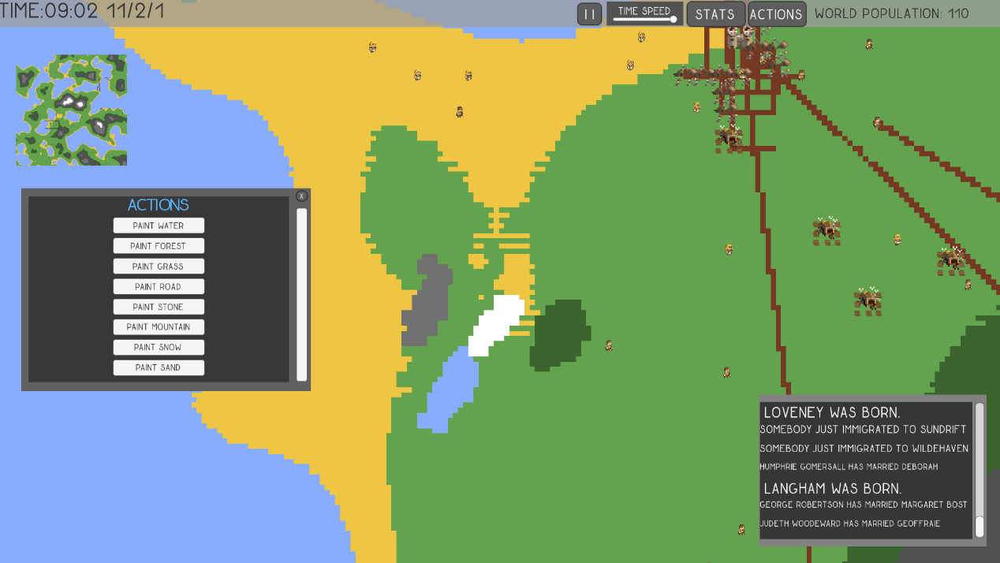 TIME:09:02 11/2/1
TIME SPEED
STATS
ACTIONS
WORLD POPULATION: 110
X
ACTIONS
PAINT WATER
PAINT FOREST
PAINT GRASS
PAINT ROAD
PAINT STONE
PAINT MOUNTAIN
PAINT SNOW
PAINT SAND
LOVENEY WAS BORN.
SOMEBODY JUST IMMIGRATED TO SUNDRIFT
SOMEBODY JUST IMMIGRATED TO WILDEHAVEN
HUMPHRIE GOMERSALL HAS MARRIED DEBORAH
LANGHAM WAS BORN.
GEORGE ROBERTSON HAS MARRIED MARGARET BOST
JUDETH WOODEWARD HAS MARRIED GEOFFRAIE